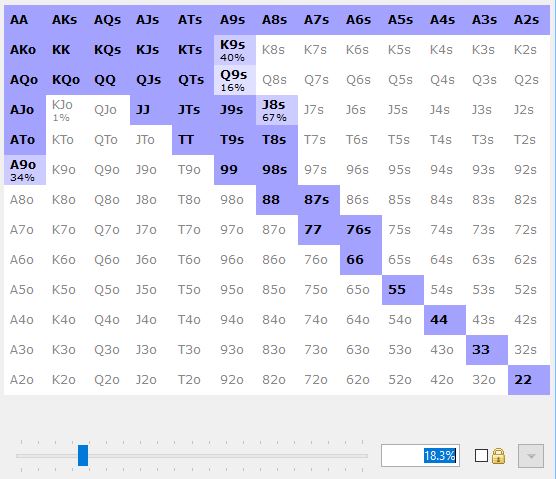 AA AKs AQs AJs ATs A9s A8s A7s A6s A5s A4s A3s A2s
AKo KK KQs KJs KTs K9s K8s K7s K6s K5s K4s K3s K2s
40%
AQo KQo QQ QJs QTs Q9s Q8s Q7s Q6s Q5s Q4s Q3s Q2s
16%
AJo KJo QJo JJ JTs J9s J8s J7s J6s J5s J4s J3s J2s
1% 67%
ATo KTo QTo JTo TT T9s T8s T7s T6s T5s T4s T3s T2s
A9o K9o Q9o J9o T9o 99 98s 97s 96s 95s 94s 93s 92s
34%
A8o K8o Q8o J8o T8o 98o 88 87s 86s 85s 84s 83s 82s
A7o K7o Q7o J7o T7o 97o 87o 77 76s 75s 74s 73s 72s
A6o K6o Q6o J6o T6o 96o 86o 76o 66 65s 64s 63s 62s
A5o K5o Q5o J5o T5o 95o 85o 75o 65o 55 54s 53s 52s
A4o K4o Q4o J4o T4o 94o 84o 74o 64o 54o 44 43s 42s
A3o K3o Q3o J3o T3o 93o 83o 73o 63o 53o 43o 33 32s
A2o K2o Q2o J2o T2o 92o 82o 72o 62o 52o 42o 32o 22
18.3%